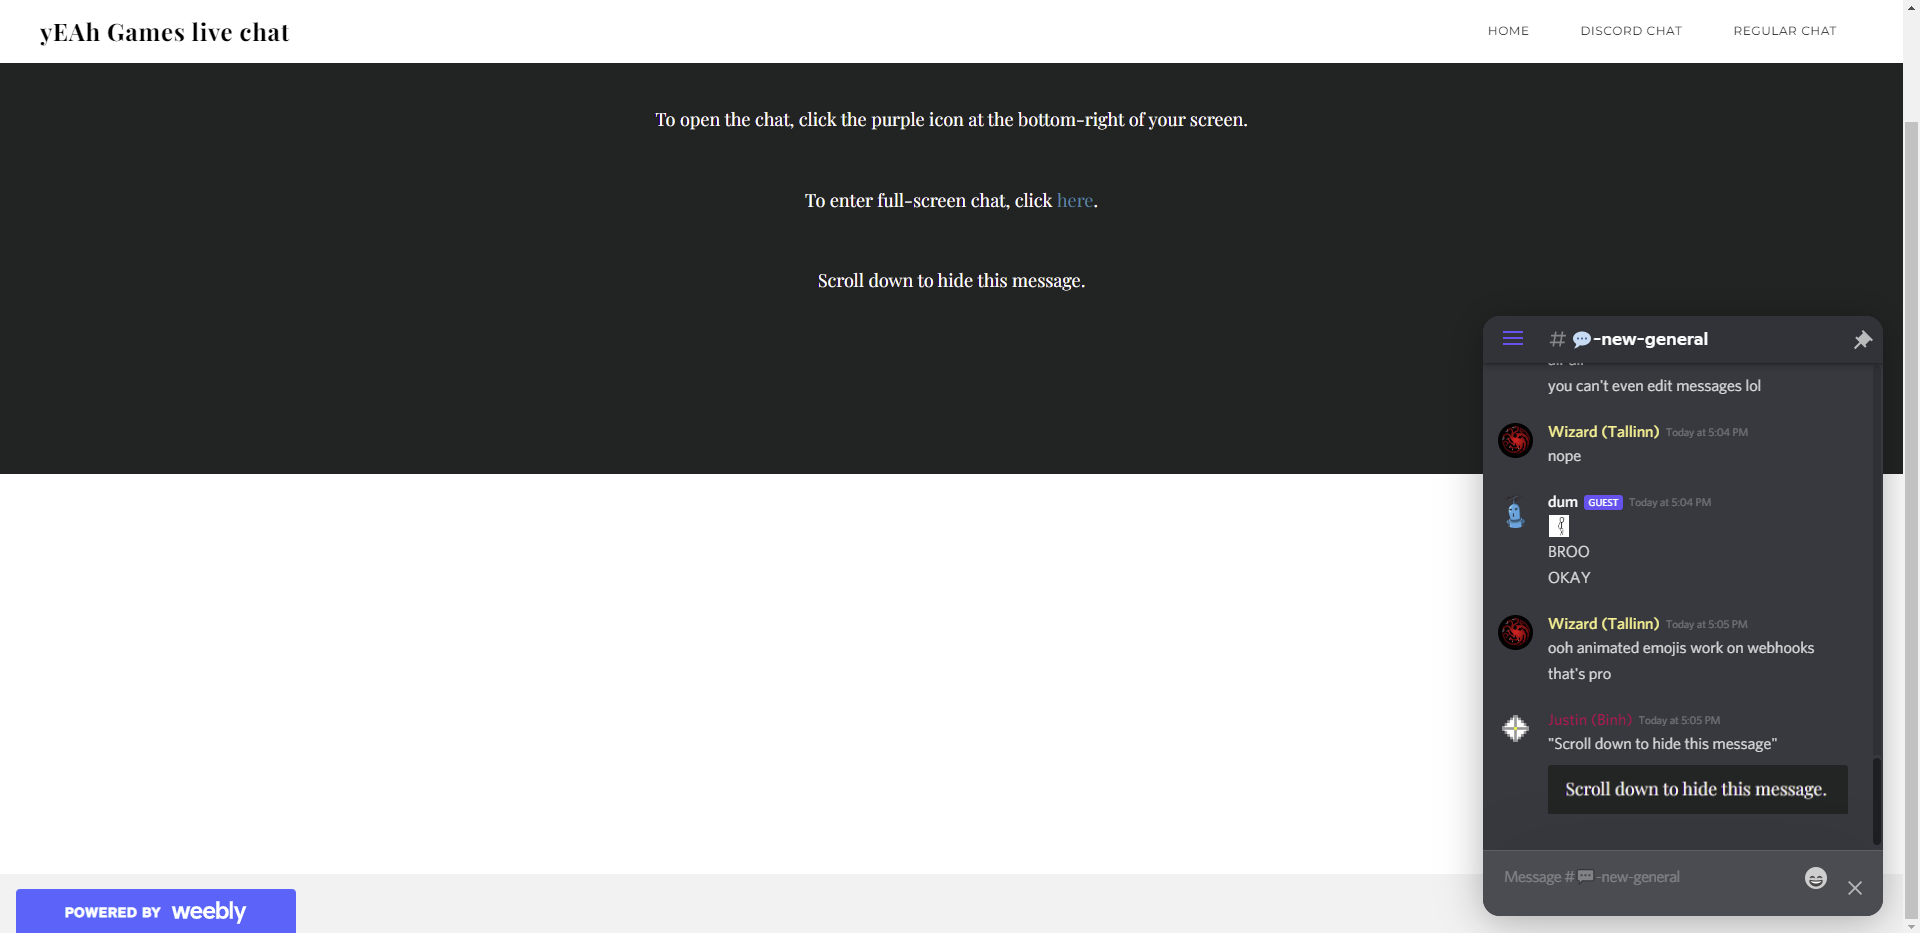 yEAh Games live chat
HOME DISCORD CHAT REGULAR CHAT
To open the chat, click the purple icon at the bottom-right of your screen.
To enter full-screen chat, click here.
Scroll down to hide this message.
# 💬-new-general
you can't even edit messages lol
Wizard (Tallinn) Today at 5:04 PM
nope
dum GUEST Today at 5:04 PM
BROO
OKAY
Wizard (Tallinn) Today at 5:05 PM
ooh animated emojis work on webhooks
that's pro
Justin (Binh) Today at 5:05 PM
"Scroll down to hide this message"
Scroll down to hide this message.
Message #💬-new-general
POWERED BY weebly